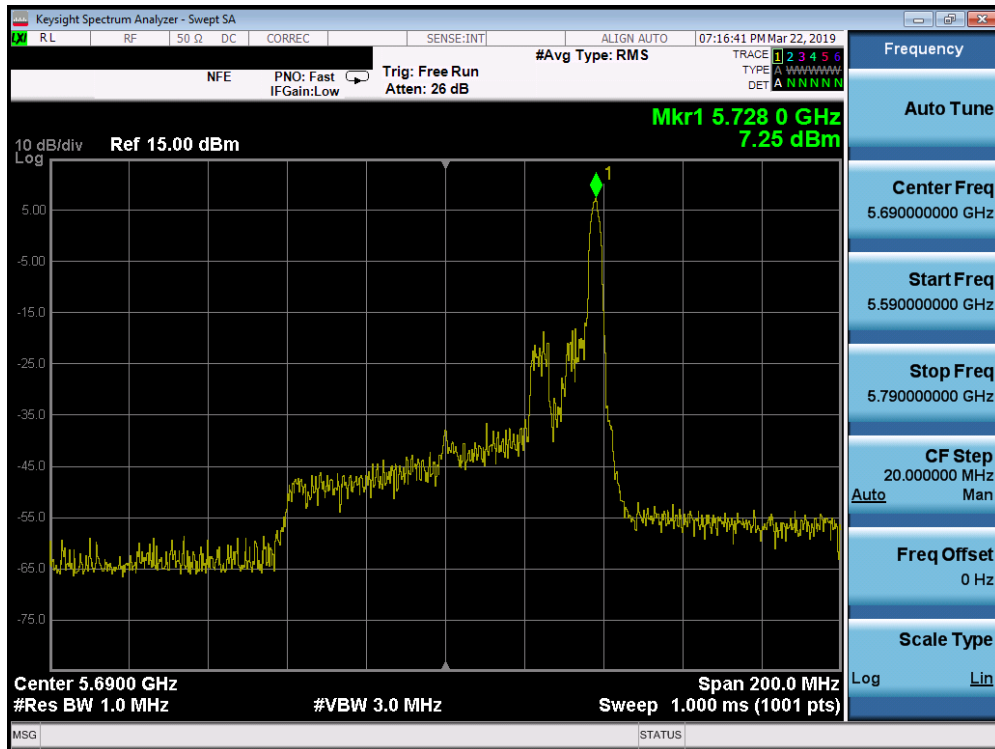 Keysight Spectrum Analyzer - Swept SA
LXI RL RF 50 Ω DC CORREC SENSE:INT ALIGN AUTO 07:16:41 PM Mar 22, 2019
#Avg Type: RMS TRACE 1 2 3 4 5 6
NFE PNO: Fast Trig: Free Run TYPE A WWWWW
IFGain:Low Atten: 26 dB DET A N N N N N
Mkr1 5.728 0 GHz
7.25 dBm
10 dB/div Ref 15.00 dBm
Log
1
5.00
-5.00
-15.0
-25.0
-35.0
-45.0
-55.0
-65.0
-75.0
Center 5.6900 GHz Span 200.0 MHz
#Res BW 1.0 MHz #VBW 3.0 MHz Sweep 1.000 ms (1001 pts)
MSG STATUS
Frequency
Auto Tune
Center Freq
5.690000000 GHz
Start Freq
5.590000000 GHz
Stop Freq
5.790000000 GHz
CF Step
20.000000 MHz
Auto Man
Freq Offset
0 Hz
Scale Type
Log Lin